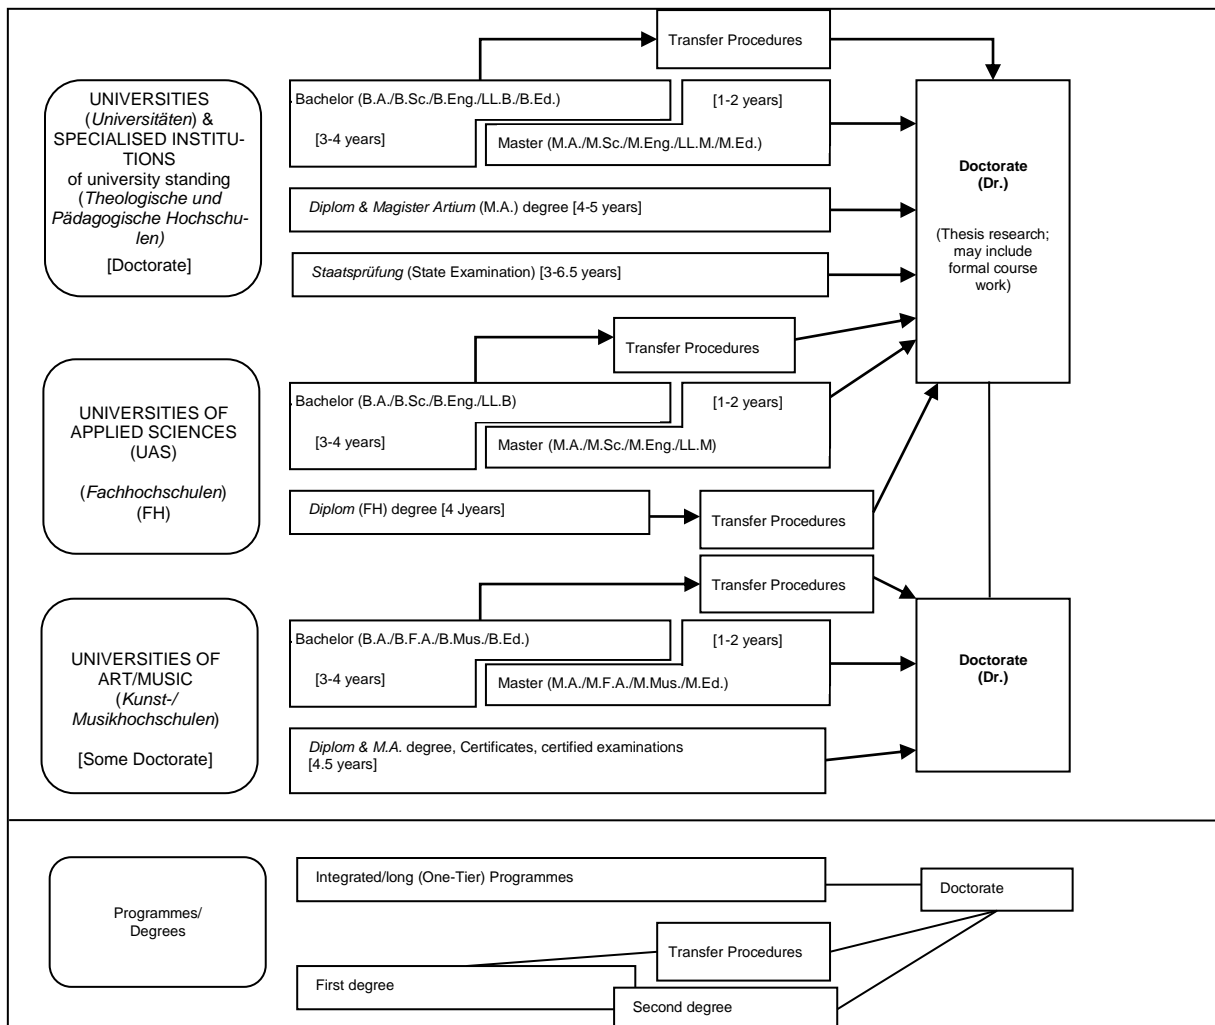 Transfer Procedures
UNIVERSITIES
(Universitäten) &
SPECIALISED INSTITU-
TIONS
of university standing
(Theologische und
Pädagogische Hochschu-
len)
[Doctorate]
Bachelor (B.A./B.Sc./B.Eng./LL.B./B.Ed.)
[3-4 years]
[1-2 years]
Master (M.A./M.Sc./M.Eng./LL.M./M.Ed.)
Diplom & Magister Artium (M.A.) degree [4-5 years]
Staatsprüfung (State Examination) [3-6.5 years]
Doctorate
(Dr.)
(Thesis research;
may include
formal course
work)
UNIVERSITIES OF
APPLIED SCIENCES
(UAS)
(Fachhochschulen)
(FH)
Transfer Procedures
Bachelor (B.A./B.Sc./B.Eng./LL.B)
[3-4 years]
[1-2 years]
Master (M.A./M.Sc./M.Eng./LL.M)
Diplom (FH) degree [4 Jyears]
Transfer Procedures
UNIVERSITIES OF
ART/MUSIC
(Kunst-/
Musikhochschulen)
[Some Doctorate]
Transfer Procedures
Bachelor (B.A./B.F.A./B.Mus./B.Ed.)
[3-4 years]
[1-2 years]
Master (M.A./M.F.A./M.Mus./M.Ed.)
Diplom & M.A. degree, Certificates, certified examinations
[4.5 years]
Doctorate
(Dr.)
Programmes/
Degrees
Integrated/long (One-Tier) Programmes
Doctorate
Transfer Procedures
First degree
Second degree